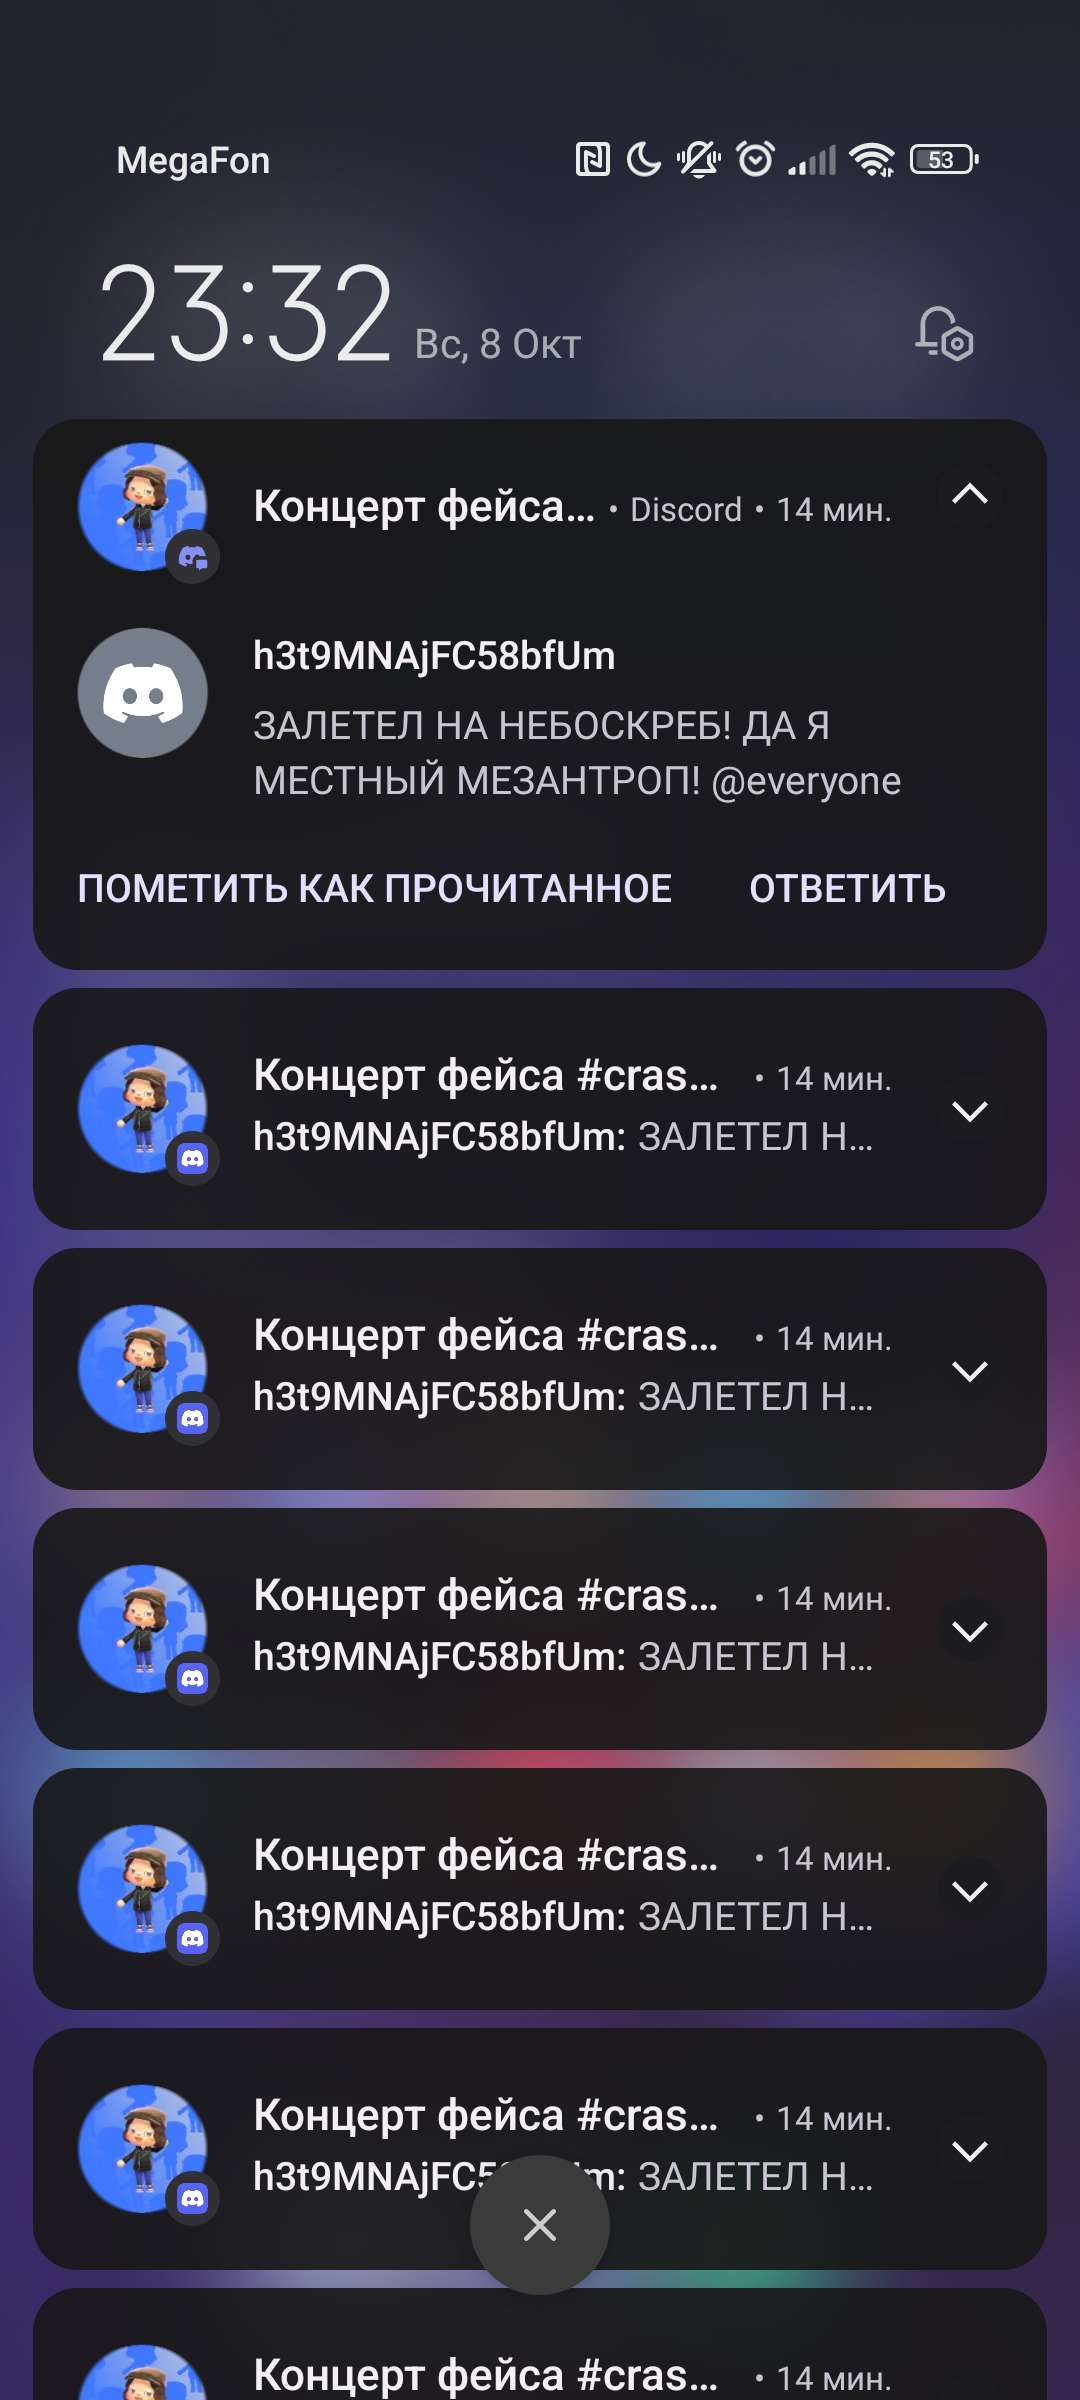 MegaFon
53
23:32 Вс, 8 Окт
Концерт фейса... • Discord • 14 мин.
h3t9MNAjFC58bfUm
ЗАЛЕТЕЛ НА НЕБОСКРЕБ! ДА Я
МЕСТНЫЙ МЕЗАНТРОП! @everyone
ПОМЕТИТЬ КАК ПРОЧИТАННОЕ ОТВЕТИТЬ
Концерт фейса #cras... • 14 мин.
h3t9MNAjFC58bfUm: ЗАЛЕТЕЛ Н...
Концерт фейса #cras... • 14 мин.
h3t9MNAjFC58bfUm: ЗАЛЕТЕЛ Н...
Концерт фейса #cras... • 14 мин.
h3t9MNAjFC58bfUm: ЗАЛЕТЕЛ Н...
Концерт фейса #cras... • 14 мин.
h3t9MNAjFC58bfUm: ЗАЛЕТЕЛ Н...
Концерт фейса #cras... • 14 мин.
ЗАЛЕТЕЛ Н...
Концерт фейса #cras... • 14 мин.